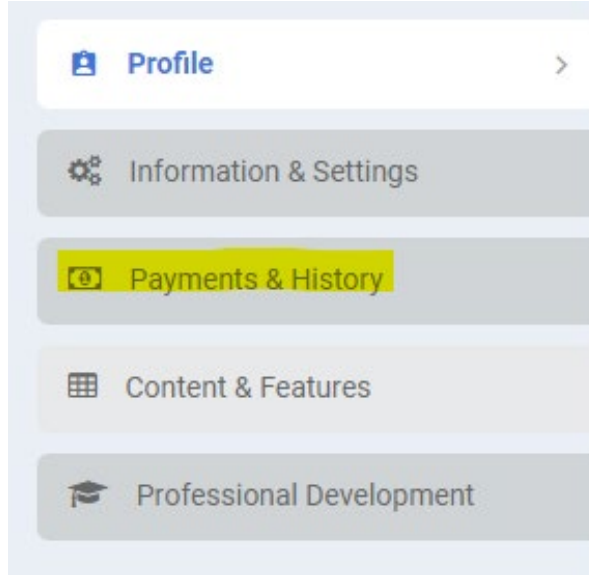 Profile
Information & Settings
Payments & History
Content & Features
Professional Development